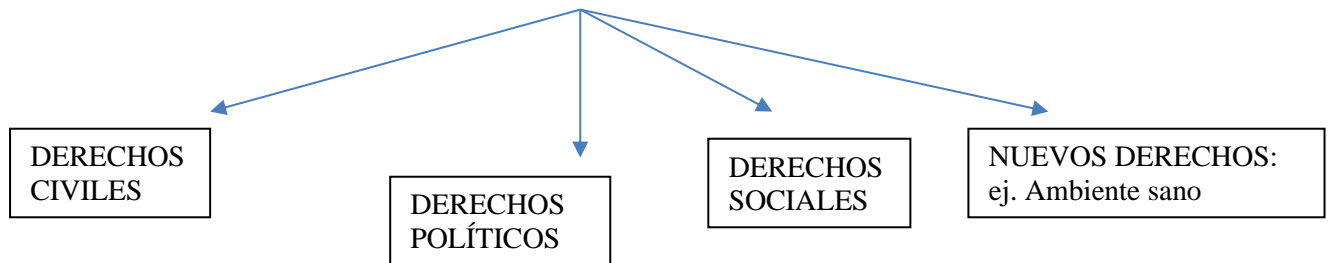 DERECHOS
CIVILES
DERECHOS
POLÍTICOS
DERECHOS
SOCIALES
NUEVOS DERECHOS:
ej. Ambiente sano